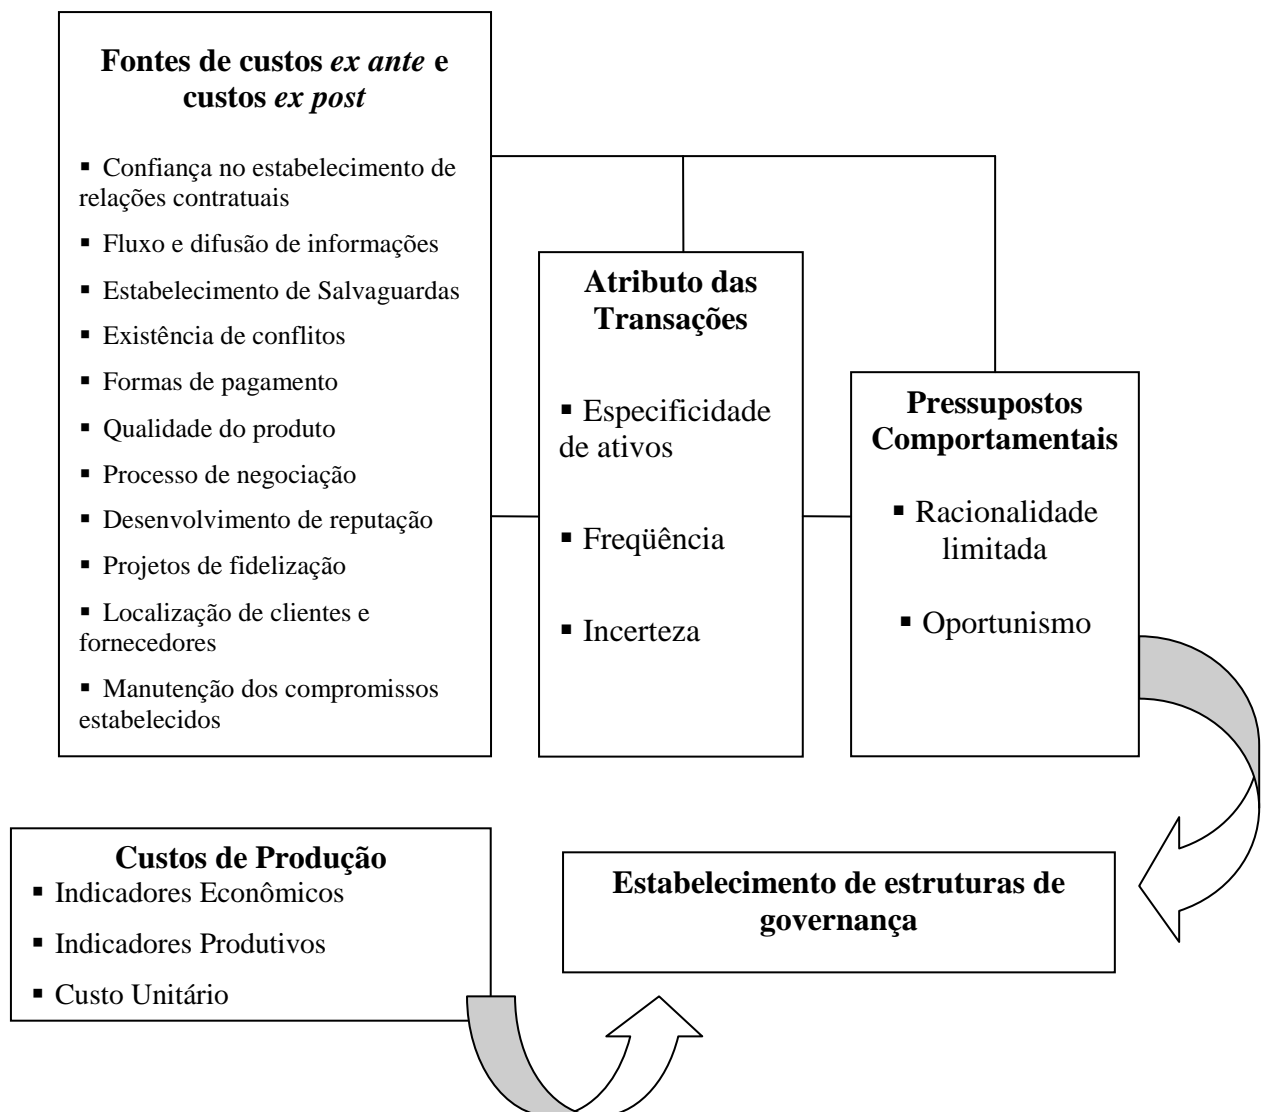 Fontes de custos ex ante e
custos ex post
▪ Confiança no estabelecimento de
relações contratuais
▪ Fluxo e difusão de informações
▪ Estabelecimento de Salvaguardas
▪ Existência de conflitos
▪ Formas de pagamento
▪ Qualidade do produto
▪ Processo de negociação
▪ Desenvolvimento de reputação
▪ Projetos de fidelização
▪ Localização de clientes e
fornecedores
▪ Manutenção dos compromissos
estabelecidos
Atributo das
Transações
▪ Especificidade
de ativos
▪ Freqüência
▪ Incerteza
Pressupostos
Comportamentais
▪ Racionalidade
limitada
▪ Oportunismo
Custos de Produção
▪ Indicadores Econômicos
▪ Indicadores Produtivos
▪ Custo Unitário
Estabelecimento de estruturas de
governança